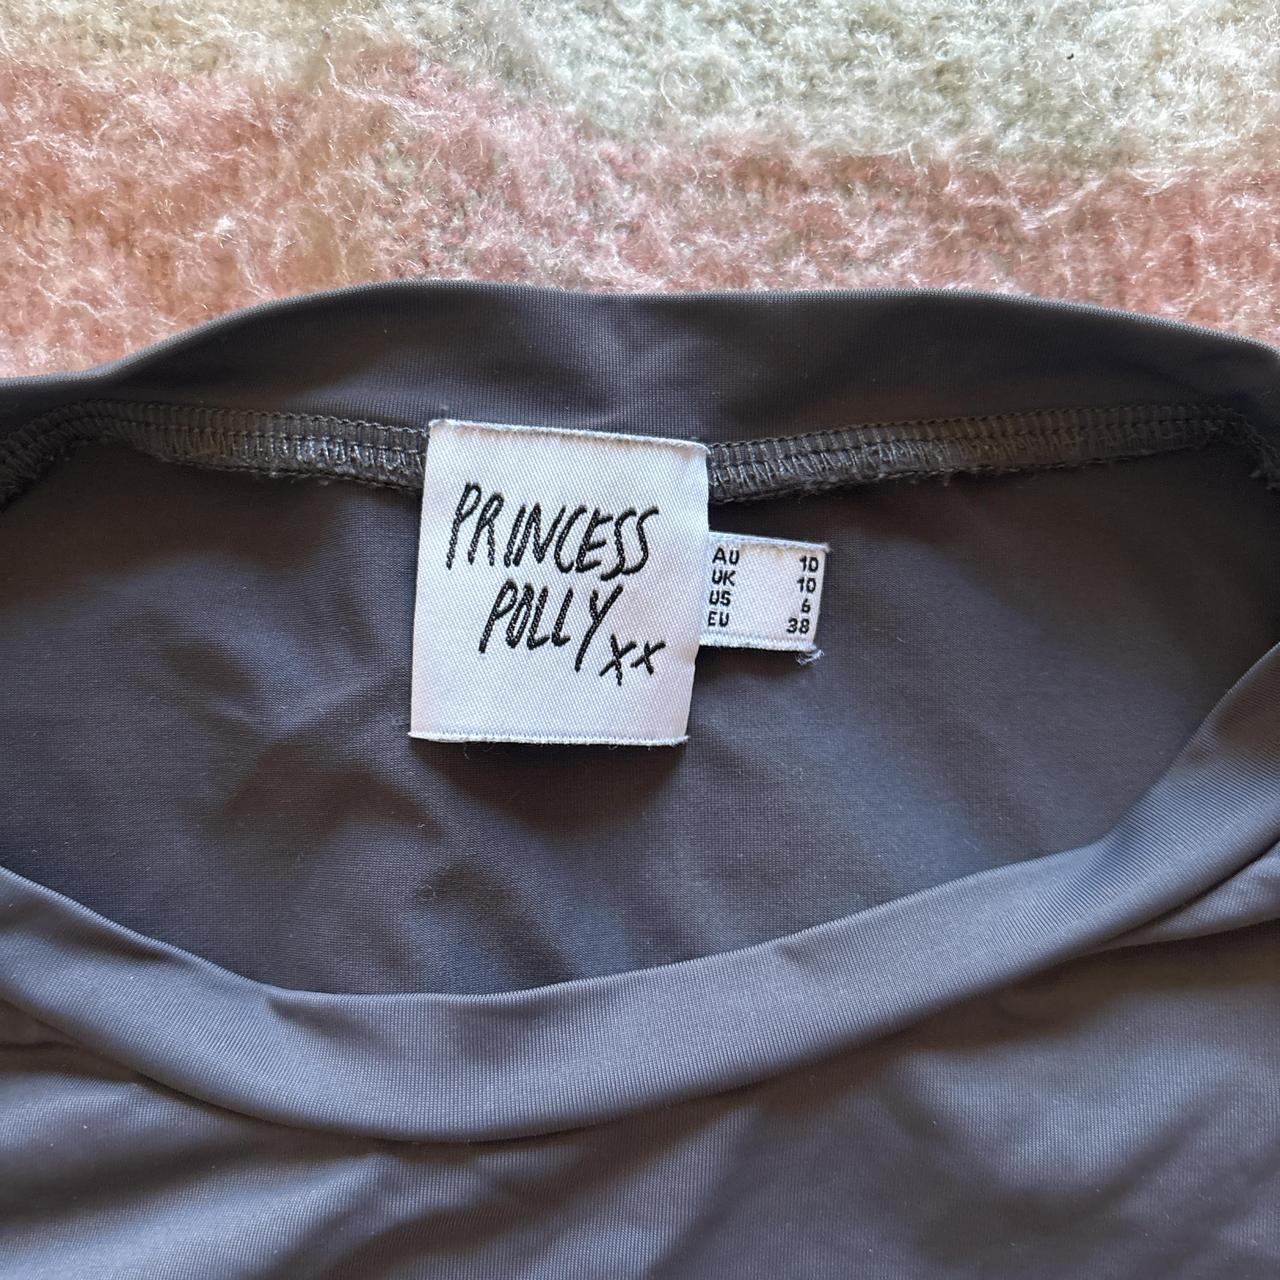 PRINCESS
POLLY xx
AU 10
UK 10
US 6
EU 38